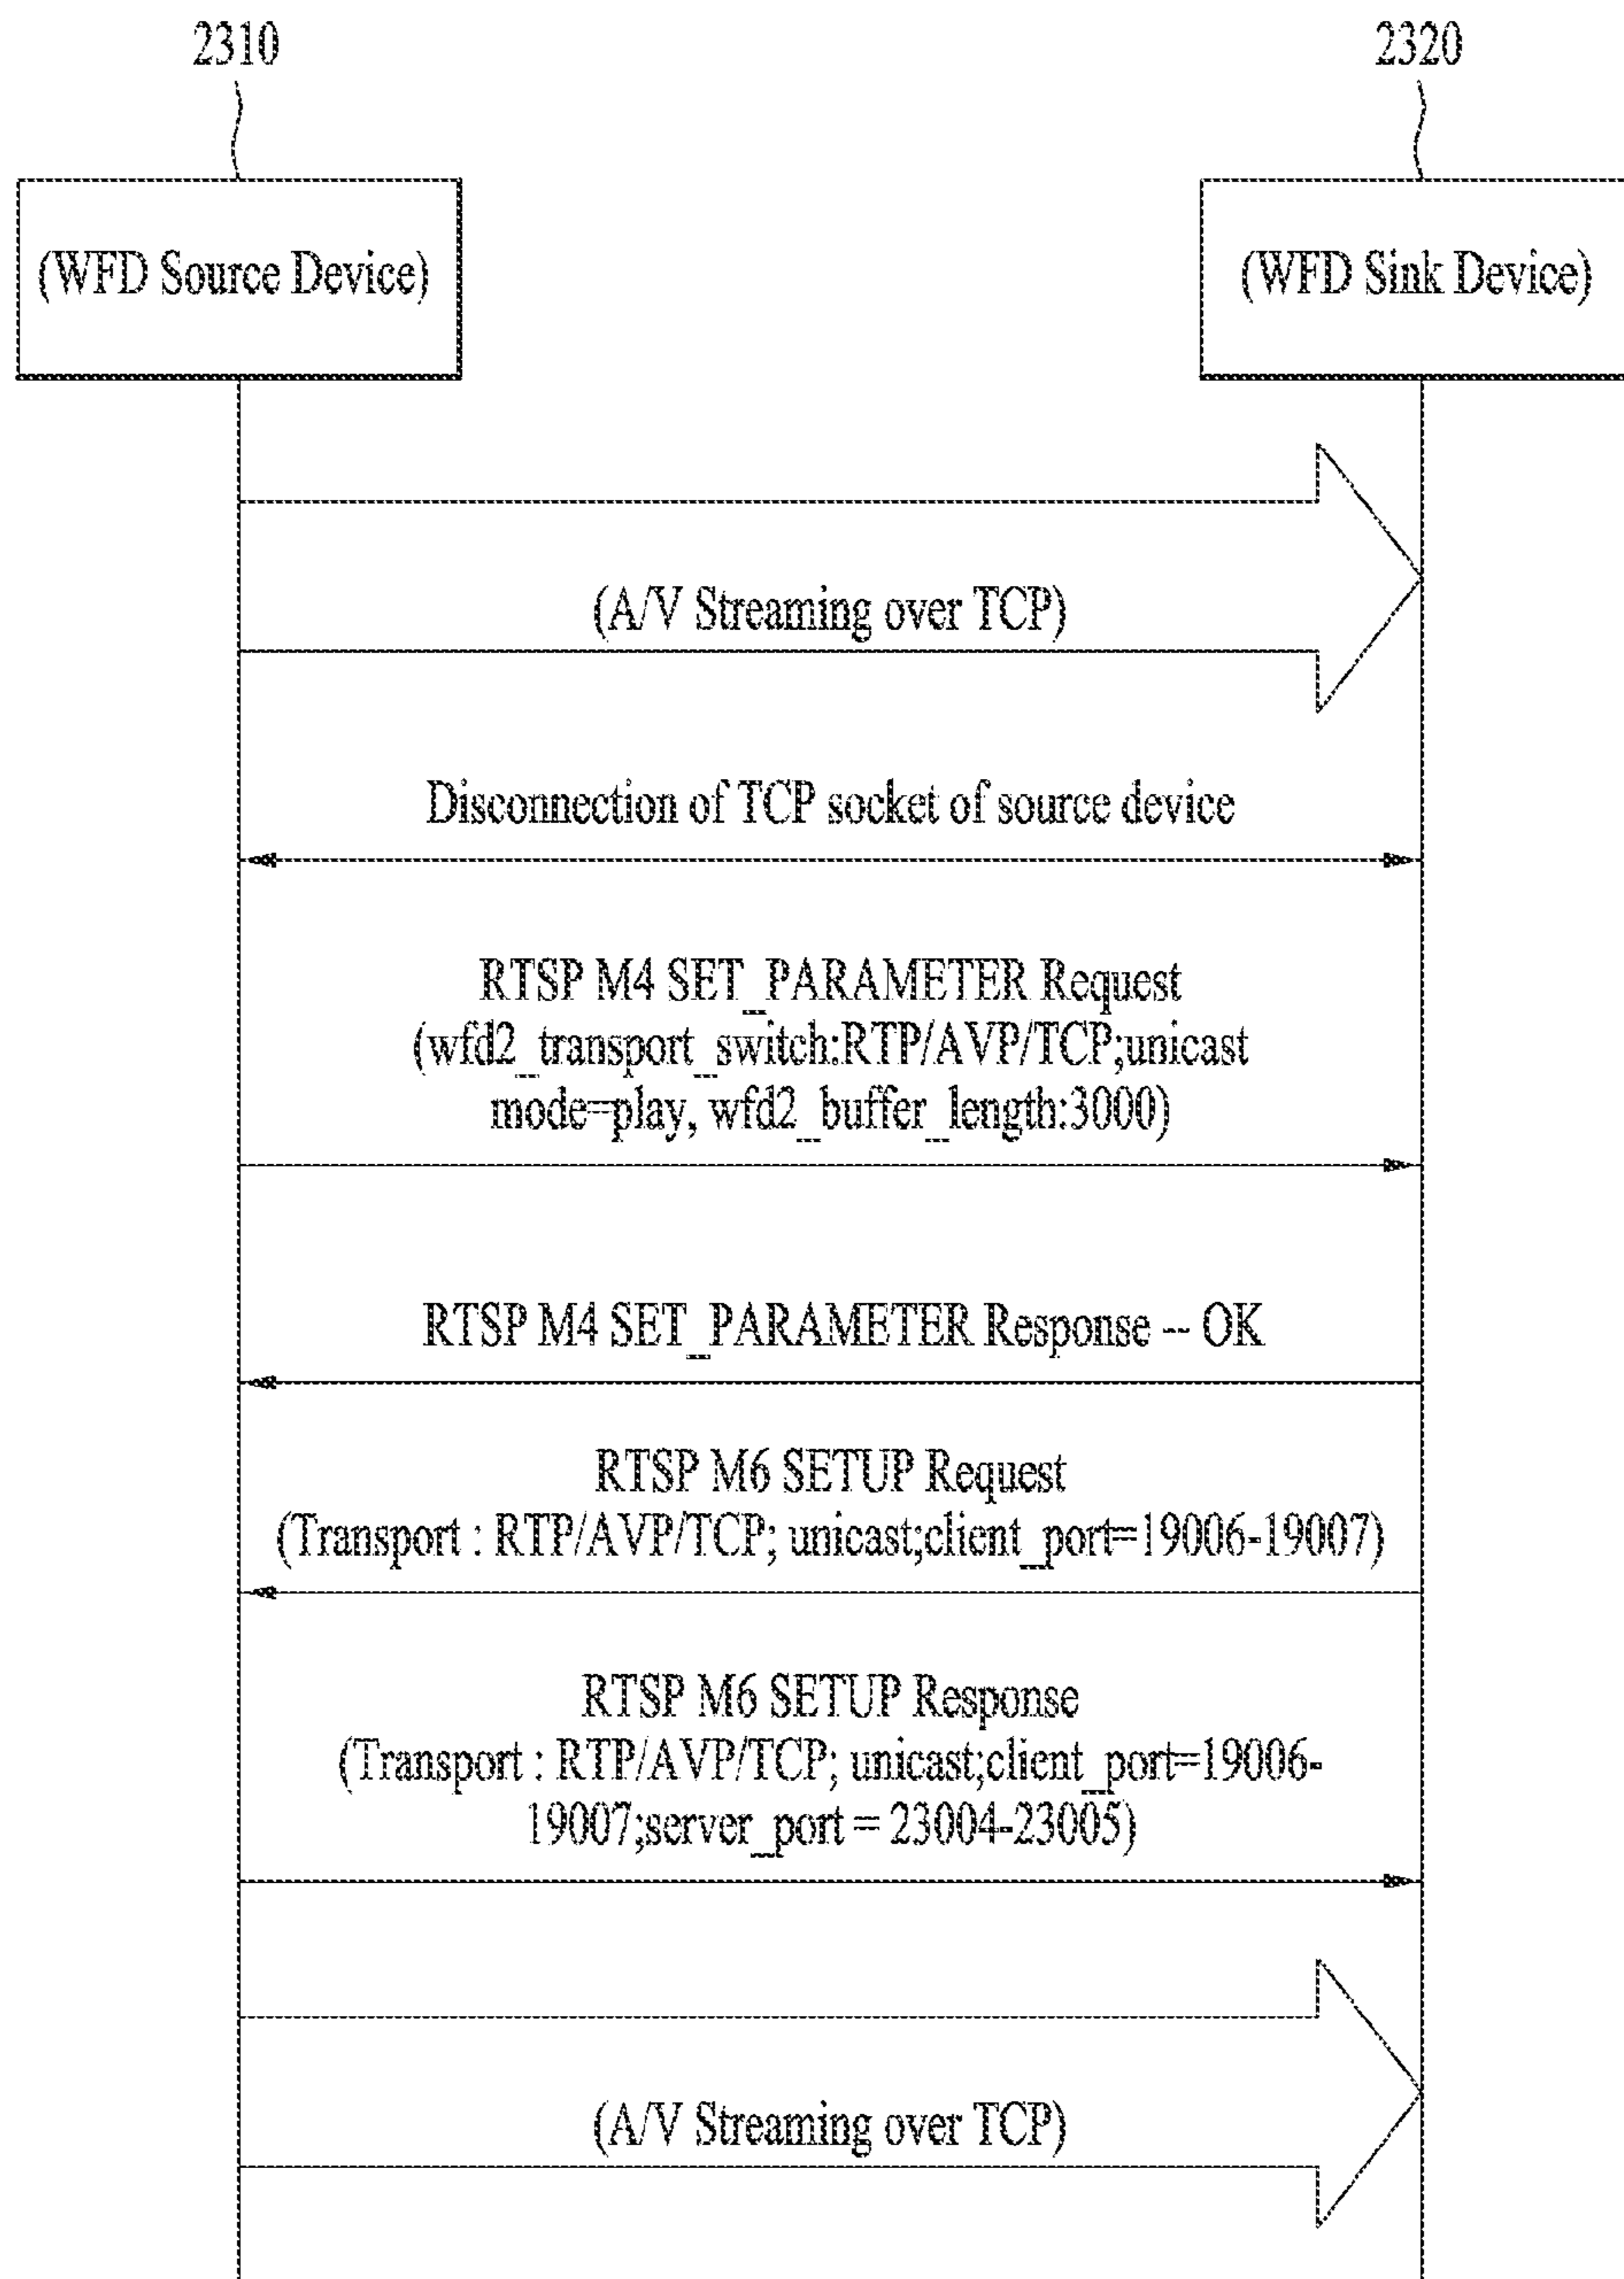 2310
2320
(WFD Source Device)
(WFD Sink Device)
(A/V Streaming over TCP)
Disconnection of TCP socket of source device
RTSP M4 SET_PARAMETER Request
(wfd2_transport_switch:RTP/AVP/TCP;unicast
mode=play, wfd2_buffer_length:3000)
RTSP M4 SET_PARAMETER Response -- OK
RTSP M6 SETUP Request
(Transport : RTP/AVP/TCP; unicast;client_port=19006-19007)
RTSP M6 SETUP Response
(Transport : RTP/AVP/TCP; unicast;client_port=19006-
19007;server_port = 23004-23005)
(A/V Streaming over TCP)